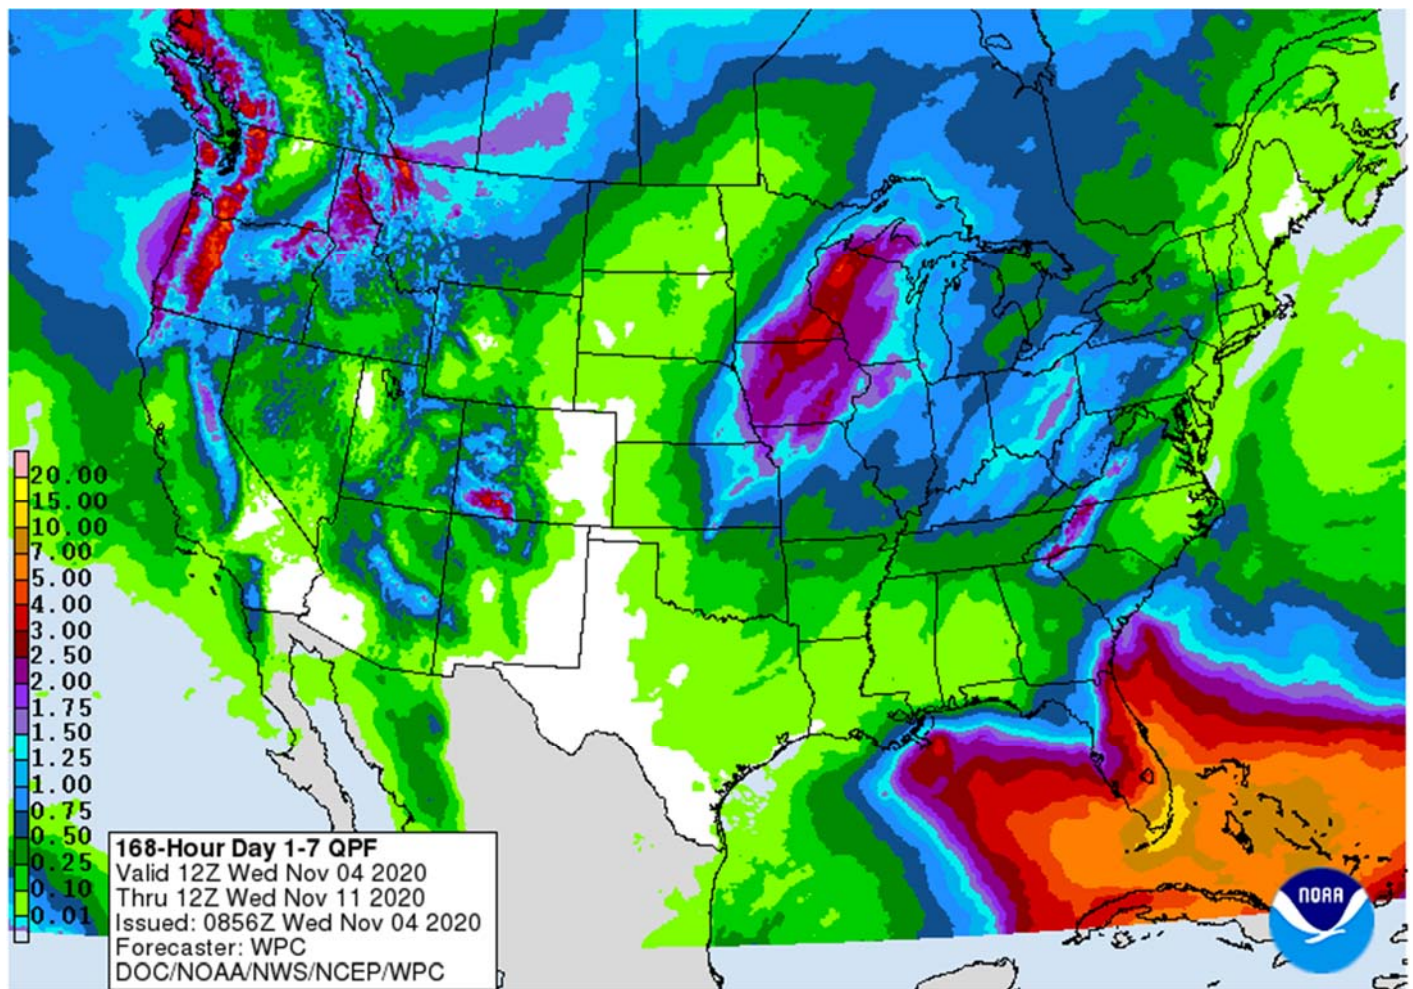 20.00
15.00
10.00
7.00
5.00
4.00
3.00
2.50
2.00
1.75
1.50
1.25
1.00
0.75
0.50
0.25
0.10
0.01
168-Hour Day 1-7 QPF
Valid 12Z Wed Nov 04 2020
Thru 12Z Wed Nov 11 2020
Issued: 0856Z Wed Nov 04 2020
Forecaster: WPC
DOC/NOAA/NWS/NCEP/WPC
NOAA